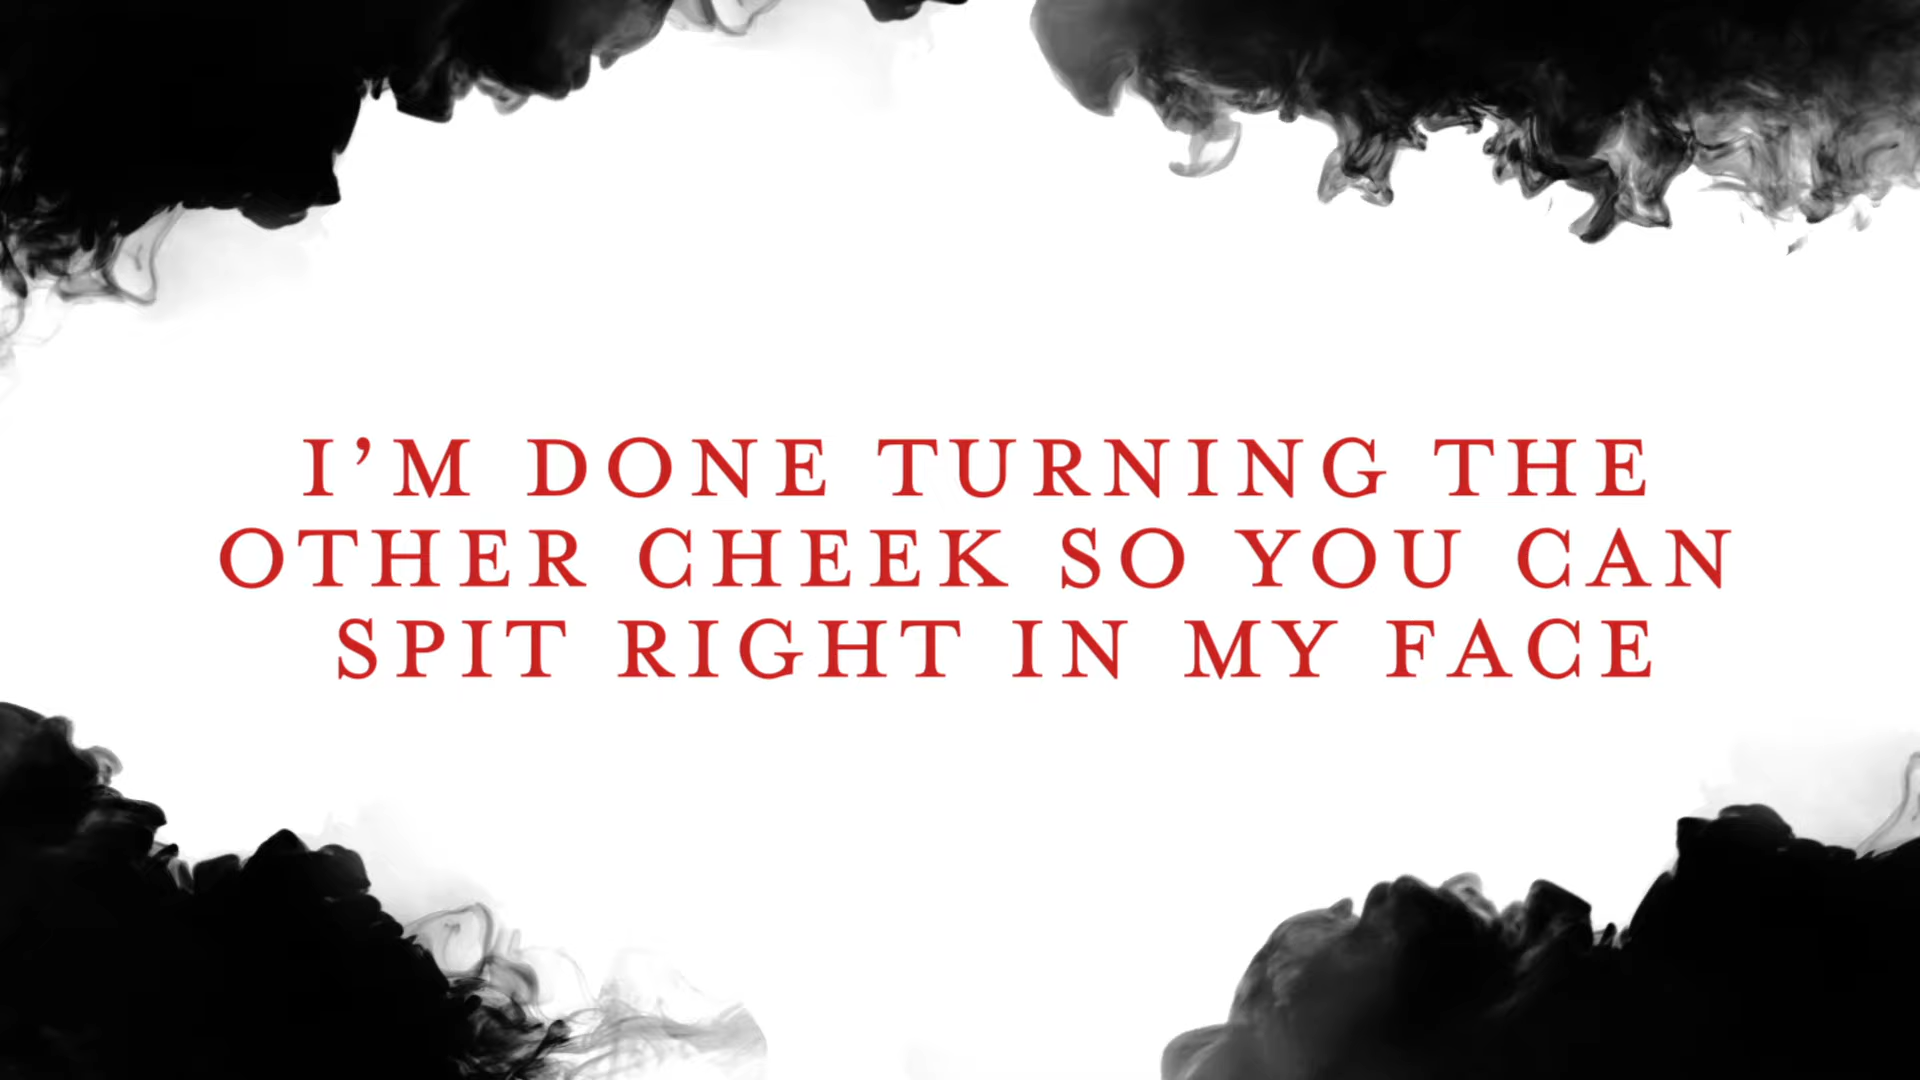 I’M DONE TURNING THE
OTHER CHEEK SO YOU CAN
SPIT RIGHT IN MY FACE